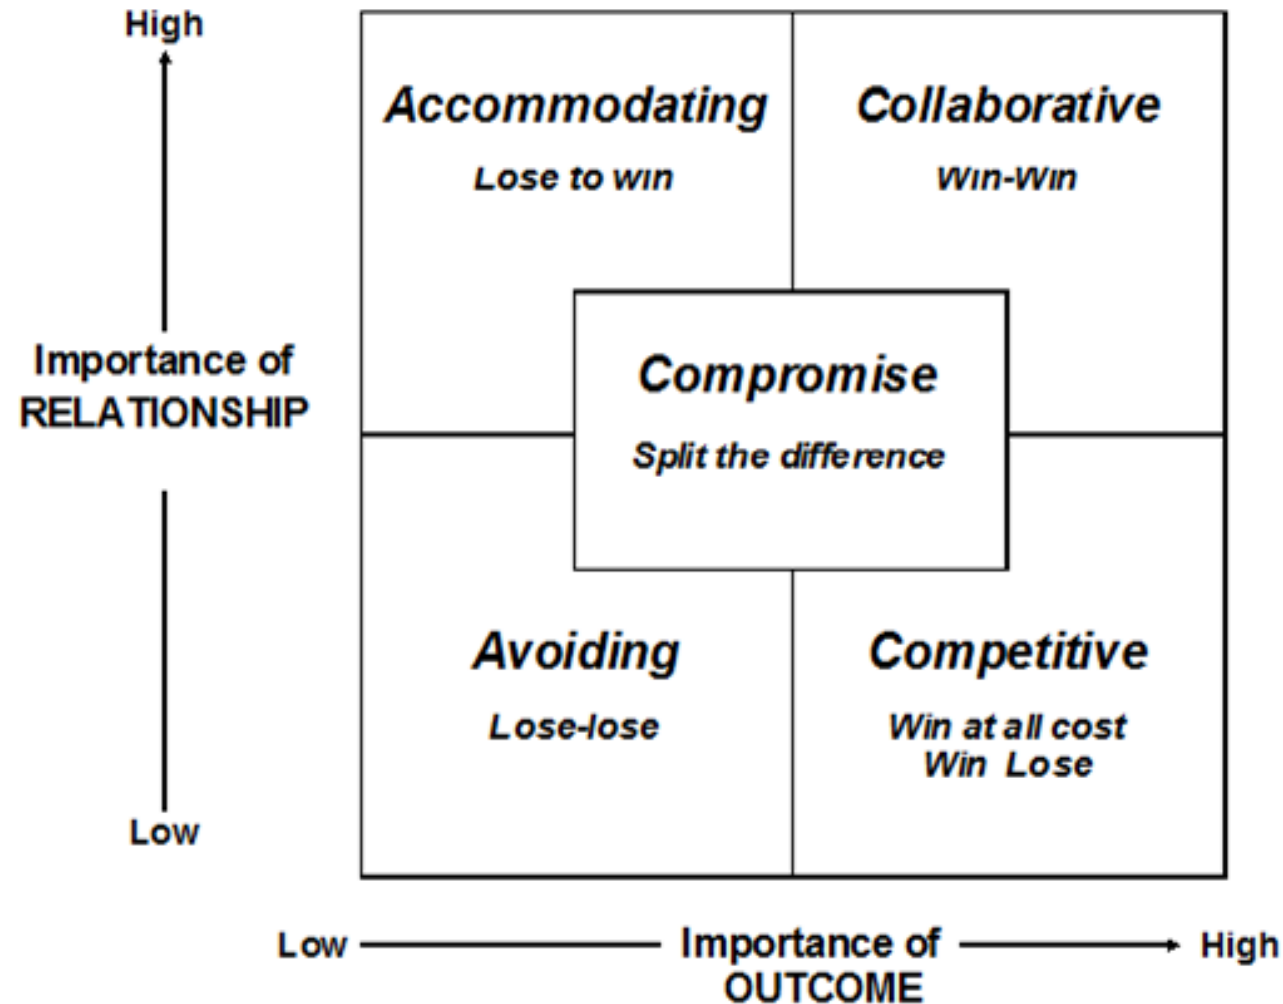 High
Accommodating
Collaborative
Lose to win
Win-Win
Importance of
RELATIONSHIP
Compromise
Split the difference
Avoiding
Competitive
Lose-lose
Win at all cost
Win Lose
Low
Low
Importance of
OUTCOME
High